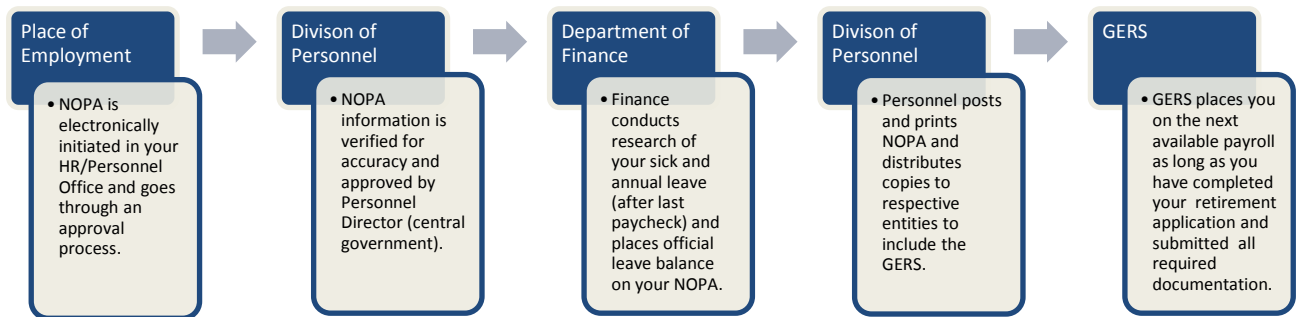 Place of
Employment
• NOPA is
electronically
initiated in your
HR/Personnel
Office and goes
through an
approval
process.
Divison of
Personnel
• NOPA
information is
verified for
accuracy and
approved by
Personnel
Director (central
government).
Department of
Finance
• Finance
conducts
research of
your sick and
annual leave
(after last
paycheck) and
places official
leave balance
on your NOPA.
Divison of
Personnel
• Personnel posts
and prints
NOPA and
distributes
copies to
respective
entities to
include the
GERS.
GERS
• GERS places you
on the next
available payroll
as long as you
have completed
your retirement
application and
submitted all
required
documentation.